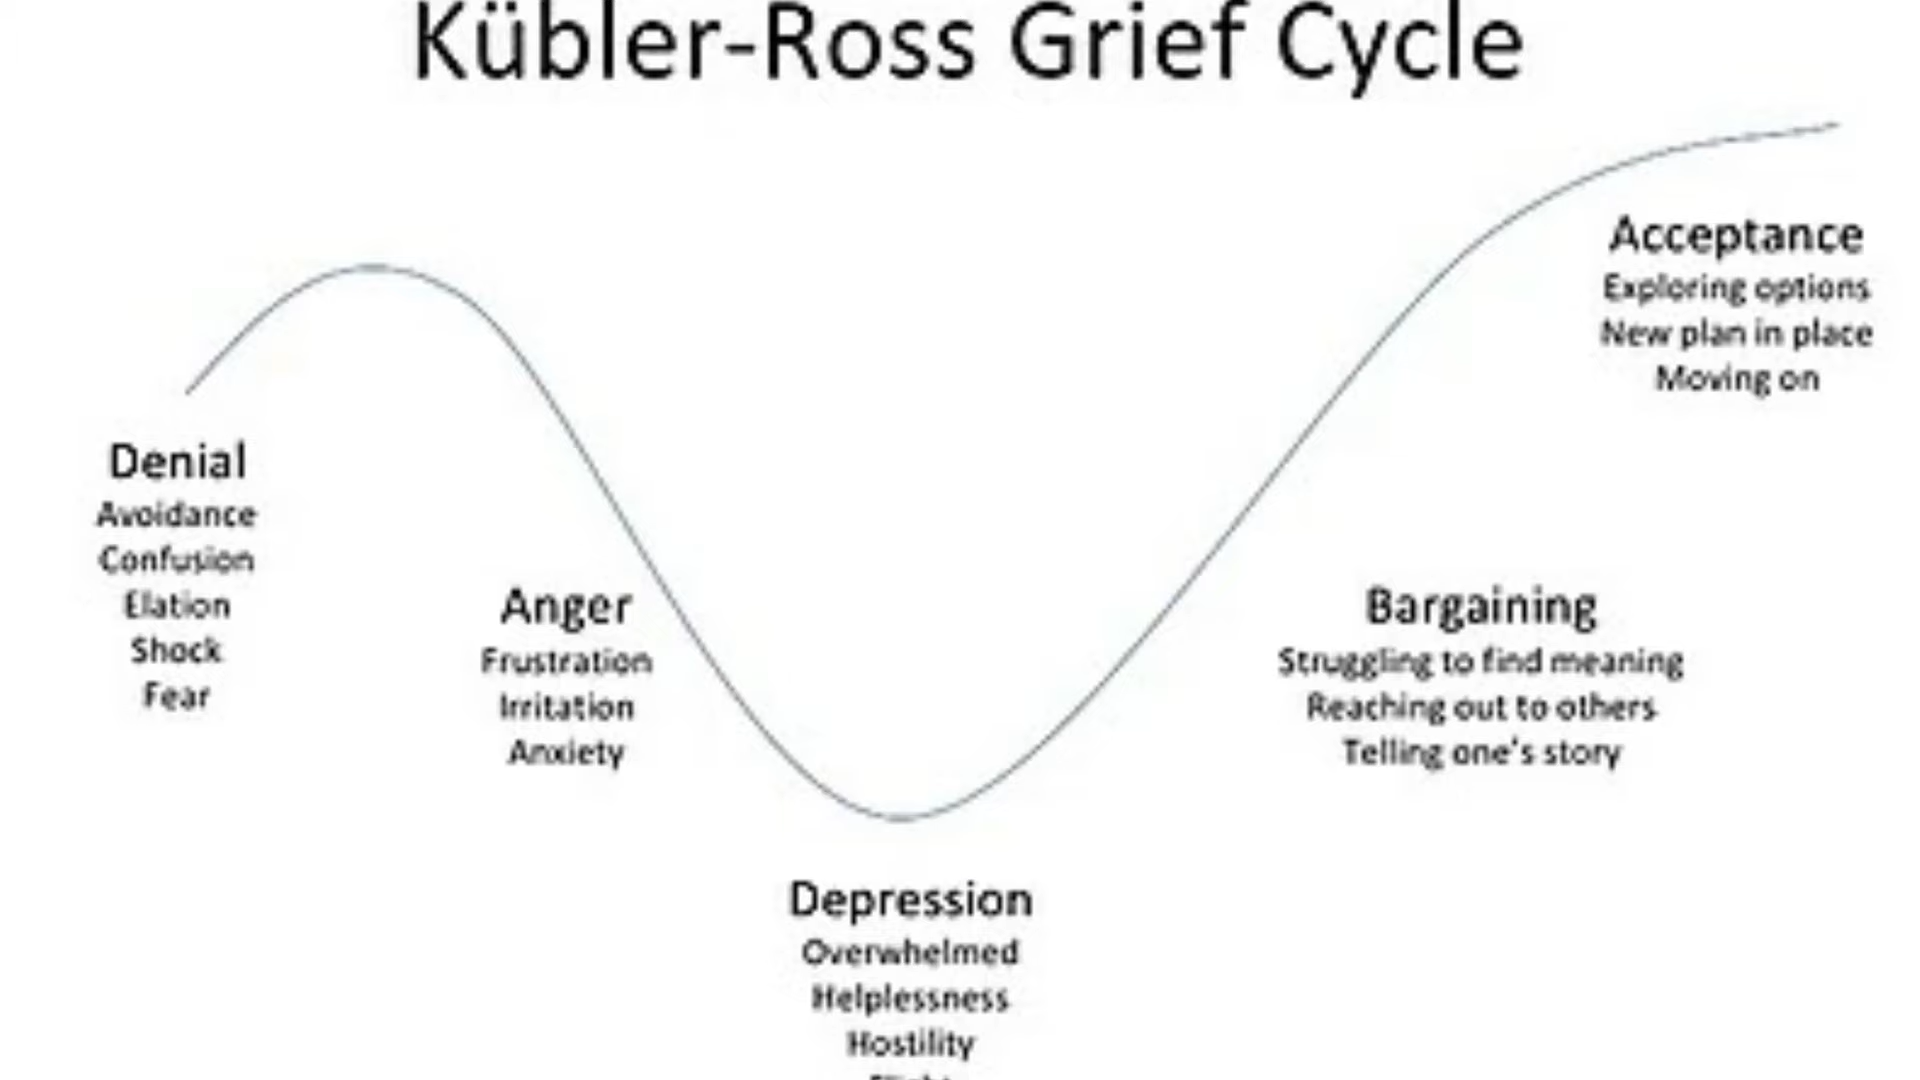 Kübler-Ross Grief Cycle
Denial
Avoidance
Confusion
Elation
Shock
Fear
Anger
Frustration
Irritation
Anxiety
Depression
Overwhelmed
Helplessness
Hostility
Bargaining
Struggling to find meaning
Reaching out to others
Telling one's story
Acceptance
Exploring options
New plan in place
Moving on